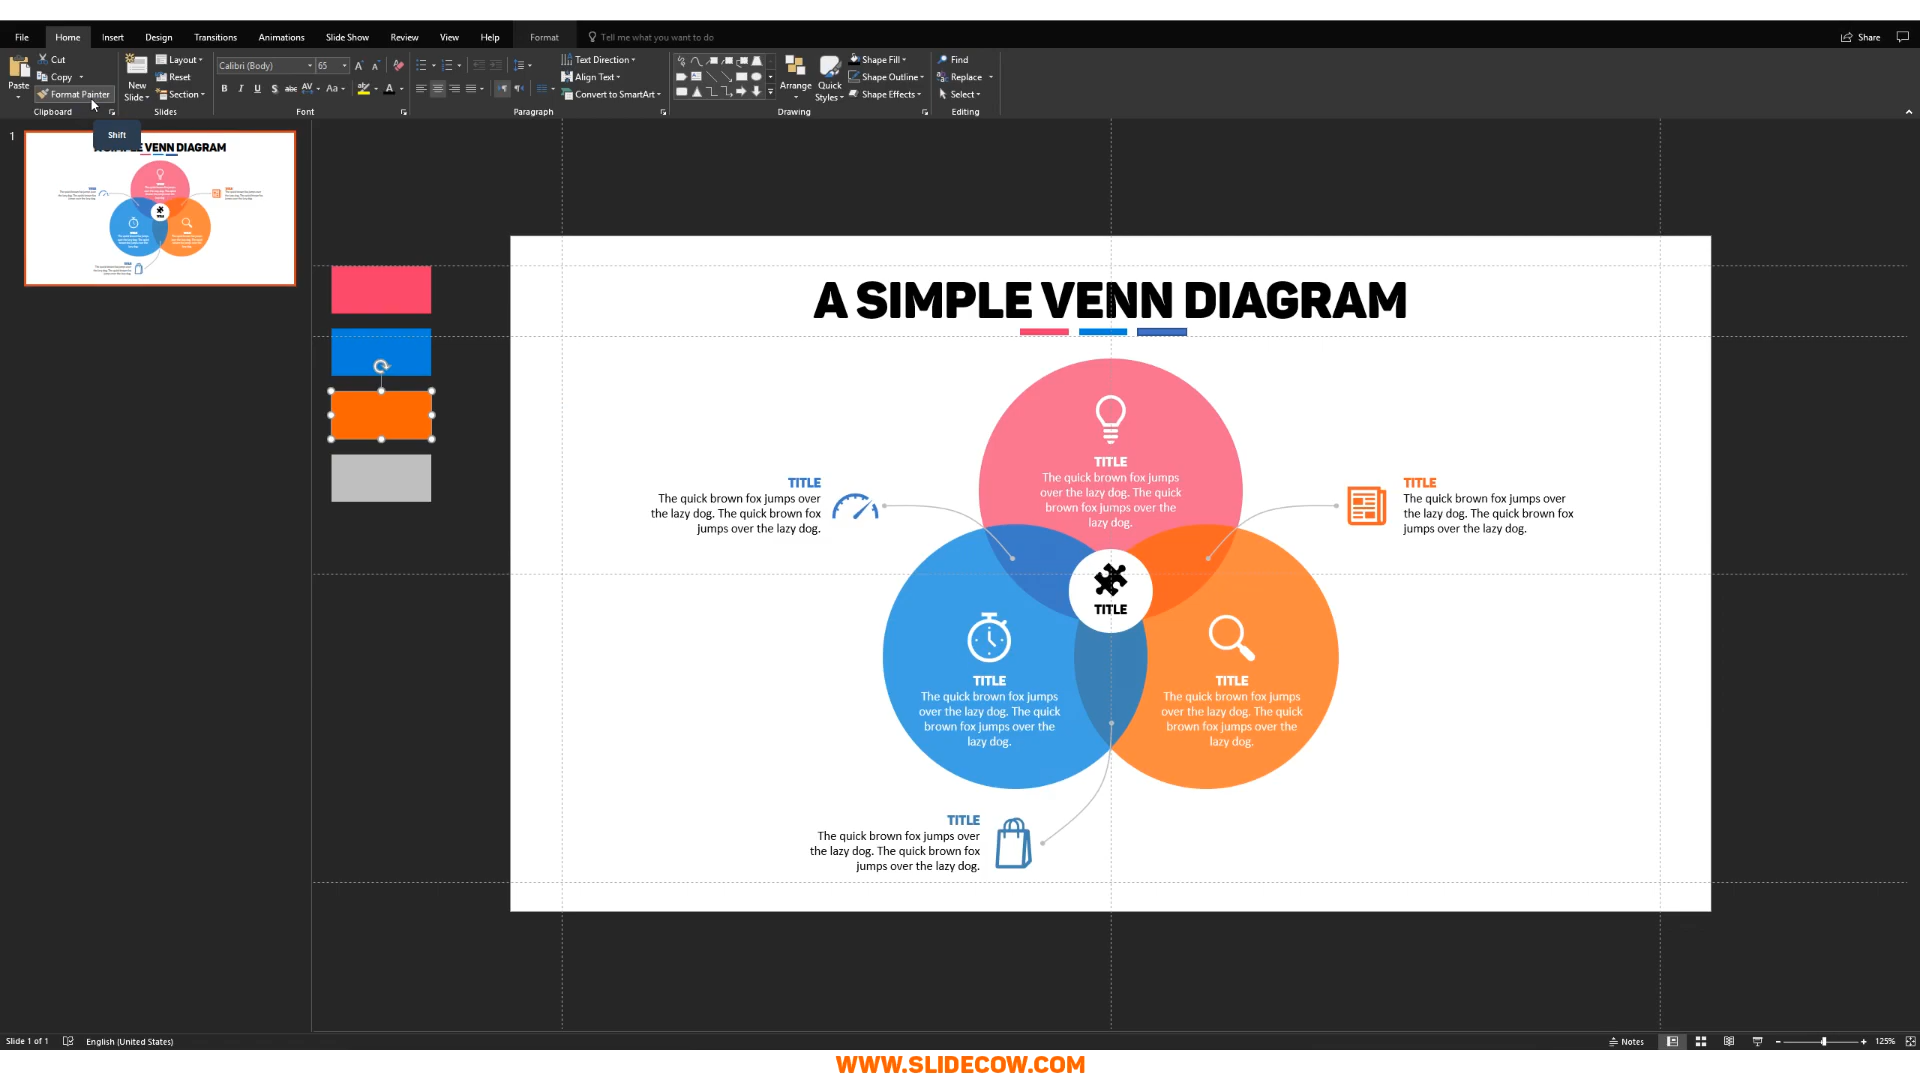 File Home Insert Design Transitions Animations Slide Show Review View Help Format Tell me what you want to do Share
Paste Cut Copy Format Painter Clipboard
New Slide Layout Reset Section Slides
Calibri (Body) 65 Font
Text Direction Align Text Convert to SmartArt Paragraph
Arrange Quick Styles Shape Fill Shape Outline Shape Effects Drawing
Find Replace Select Editing
Shift
1
A SIMPLE VENN DIAGRAM
TITLE
The quick brown fox jumps
over the lazy dog. The quick
brown fox jumps over the
lazy dog.
TITLE
The quick brown fox jumps over
the lazy dog. The quick brown fox
jumps over the lazy dog.
TITLE
The quick brown fox jumps over
the lazy dog. The quick brown fox
jumps over the lazy dog.
TITLE
TITLE
The quick brown fox jumps
over the lazy dog. The quick
brown fox jumps over the
lazy dog.
TITLE
The quick brown fox jumps
over the lazy dog. The quick
brown fox jumps over the
lazy dog.
TITLE
The quick brown fox jumps over
the lazy dog. The quick brown fox
jumps over the lazy dog.
Slide 1 of 1 English (United States) Notes 125%
WWW.SLIDECOW.COM